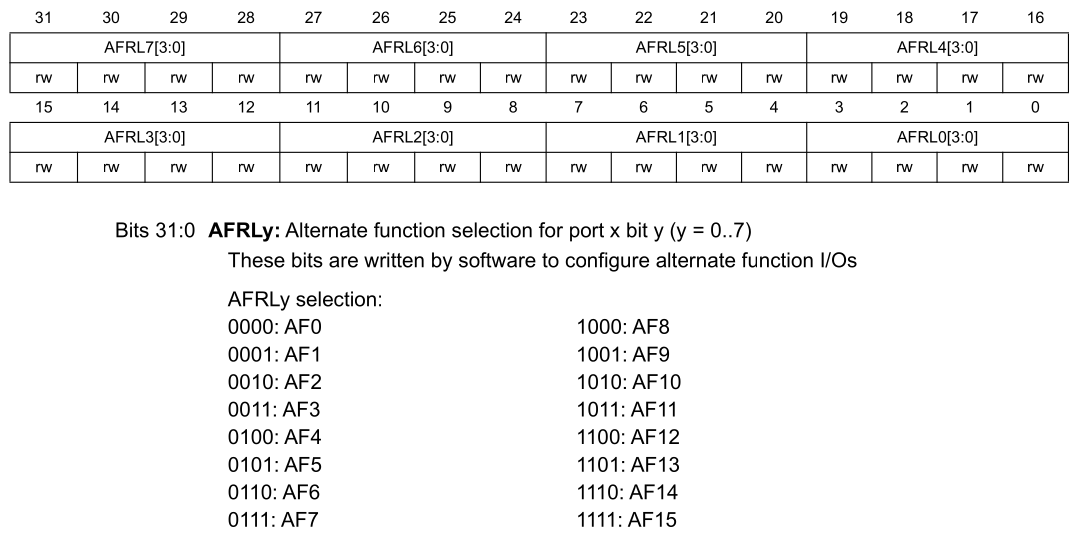 31 30 29 28 27 26 25 24 23 22 21 20 19 18 17 16
AFRL7[3:0] AFRL6[3:0] AFRL5[3:0] AFRL4[3:0]
rw rw rw rw rw rw rw rw rw rw rw rw rw rw rw rw
15 14 13 12 11 10 9 8 7 6 5 4 3 2 1 0
AFRL3[3:0] AFRL2[3:0] AFRL1[3:0] AFRL0[3:0]
rw rw rw rw rw rw rw rw rw rw rw rw rw rw rw rw
Bits 31:0 AFRLy: Alternate function selection for port x bit y (y = 0..7)
These bits are written by software to configure alternate function I/Os
AFRLy selection:
0000: AF0 1000: AF8
0001: AF1 1001: AF9
0010: AF2 1010: AF10
0011: AF3 1011: AF11
0100: AF4 1100: AF12
0101: AF5 1101: AF13
0110: AF6 1110: AF14
0111: AF7 1111: AF15